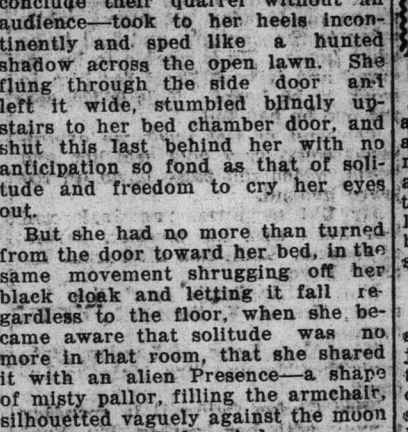 conclude their quarrel without an
audience—took to her heels incon-
tinently and sped like a hunted
shadow across the open lawn. She
flung through the side door and
left it wide, stumbled blindly up-
stairs to her bed chamber door, and
shut this last behind her with no
anticipation so fond as that of soli-
tude and freedom to cry her eyes
out.
But she had no more than turned
from the door toward her bed, in the
same movement shrugging off her
black cloak and letting it fall re-
gardless to the floor, when she be-
came aware that solitude was no
more in that room, that she shared
it with an alien Presence—a shape
of misty pallor, filling the armchair,
silhouetted vaguely against the moon